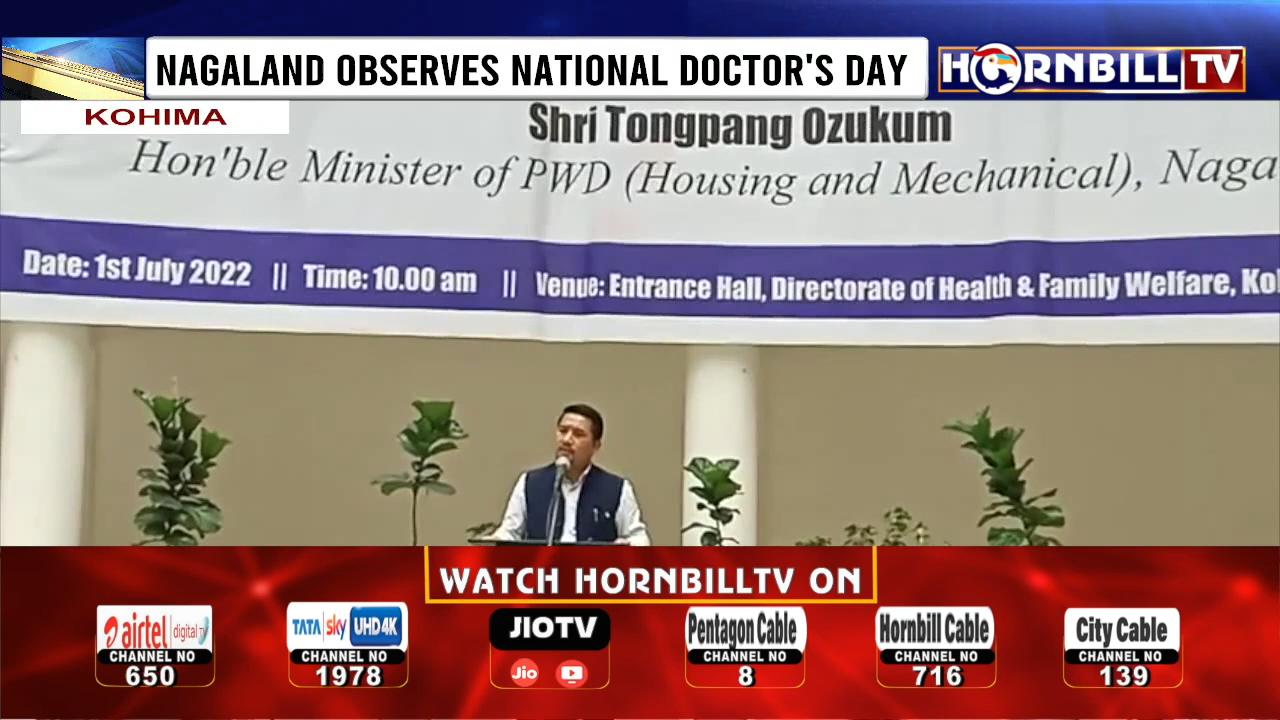 NAGALAND OBSERVES NATIONAL DOCTOR'S DAY
HORNBILL TV
KOHIMA
Shri Tongpang Ozukum
Hon'ble Minister of PWD (Housing and Mechanical), Naga
Date: 1st July 2022 || Time: 10.00 am || Venue: Entrance Hall, Directorate of Health & Family Welfare, Ko
WATCH HORNBILLTV ON
airtel digital TV
CHANNEL NO
650
TATA sky UHD 4K
CHANNEL NO
1978
JIOTV
Jio
Pentagon Cable
CHANNEL NO
8
Hornbill Cable
CHANNEL NO
716
City Cable
CHANNEL NO
139